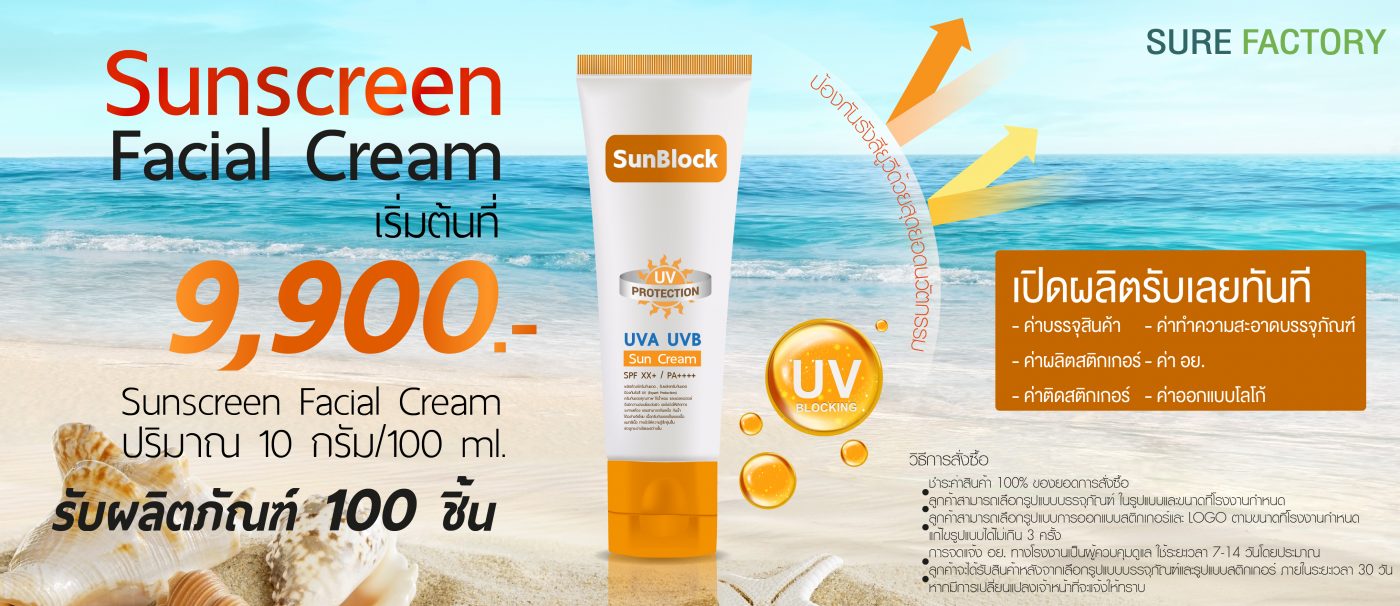 SURE FACTORY
Sunscreen
Facial Cream
เริ่มต้นที่
9,900.-
Sunscreen Facial Cream
ปริมาณ 10 กรัม/100 ml.
รับผลิตภัณฑ์ 100 ชิ้น
SunBlock
UV
PROTECTION
UVA UVB
Sun Cream
SPF XX+ / PA++++
ป้องกันรังสียูวีด้วยสุดยอดนวัตกรรม
UV
BLOCKING
เปิดผลิตรับเลยทันที
- ค่าบรรจุสินค้า - ค่าทำความสะอาดบรรจุภัณฑ์
- ค่าผลิตสติกเกอร์ - ค่า อย.
- ค่าติดสติกเกอร์ - ค่าออกแบบโลโก้
วิธีการสั่งซื้อ
ชำระค่าสินค้า 100% ของยอดการสั่งซื้อ
ลูกค้าสามารถเลือกรูปแบบบรรจุภัณฑ์ ในรูปแบบและขนาดที่โรงงานกำหนด
ลูกค้าสามารถเลือกรูปแบบการออกแบบสติกเกอร์และ LOGO ตามขนาดที่โรงงานกำหนด
แก้ไขรูปแบบได้ไม่เกิน 3 ครั้ง
การจดแจ้ง อย. ทางโรงงานเป็นผู้ควบคุมดูแล ใช้ระยะเวลา 7-14 วันโดยประมาณ
ลูกค้าจะได้รับสินค้าหลังจากเลือกรูปแบบบรรจุภัณฑ์และรูปแบบสติกเกอร์ ภายในระยะเวลา 30 วัน
หากมีการเปลี่ยนแปลงเจ้าหน้าที่จะแจ้งให้ทราบ